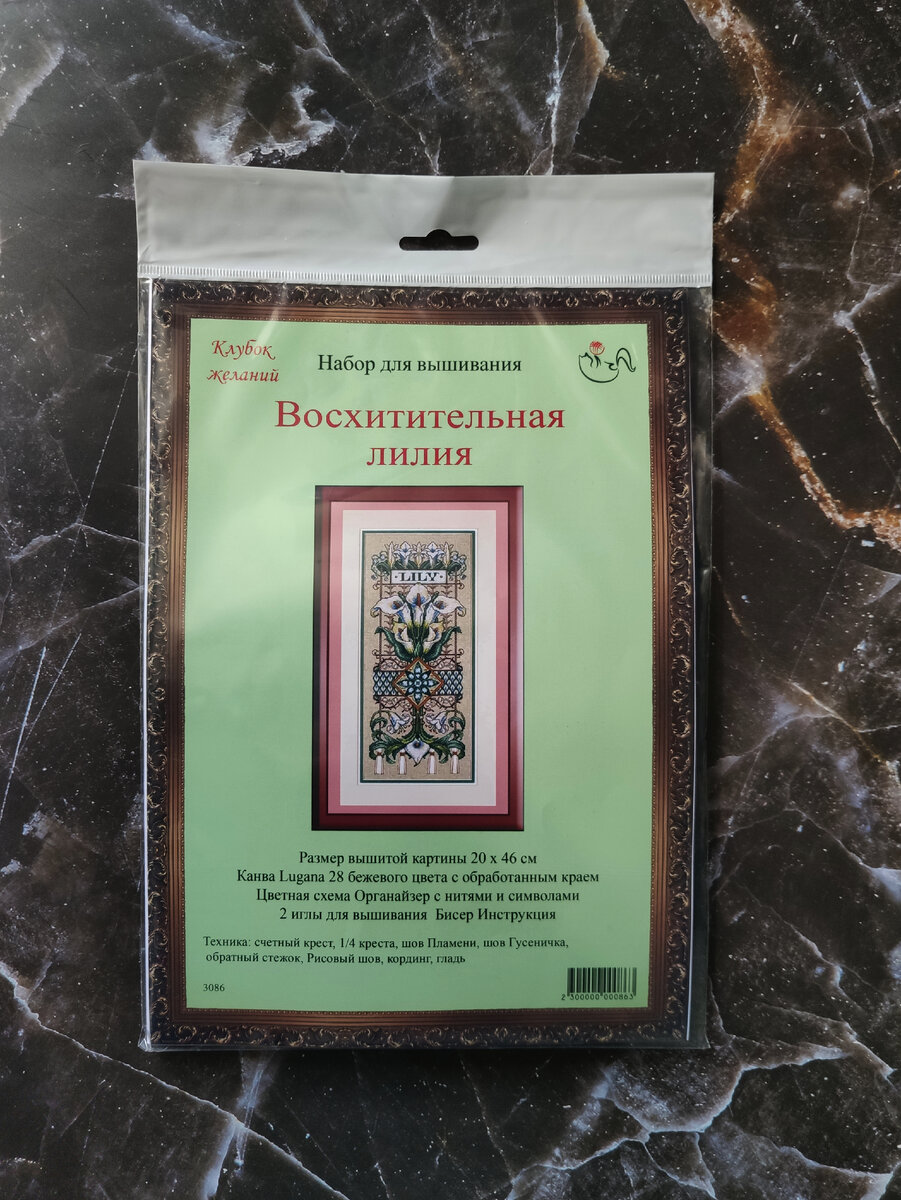 Клубок
желаний
Набор для вышивания
Восхитительная
лилия
· LILY ·
Размер вышитой картины 20 х 46 см
Канва Lugana 28 бежевого цвета с обработанным краем
Цветная схема Органайзер с нитями и символами
2 иглы для вышивания Бисер Инструкция
Техника: счетный крест, 1/4 креста, шов Пламени, шов Гусеничка,
обратный стежок, Рисовый шов, кординг, гладь
3086
2 300000 000863